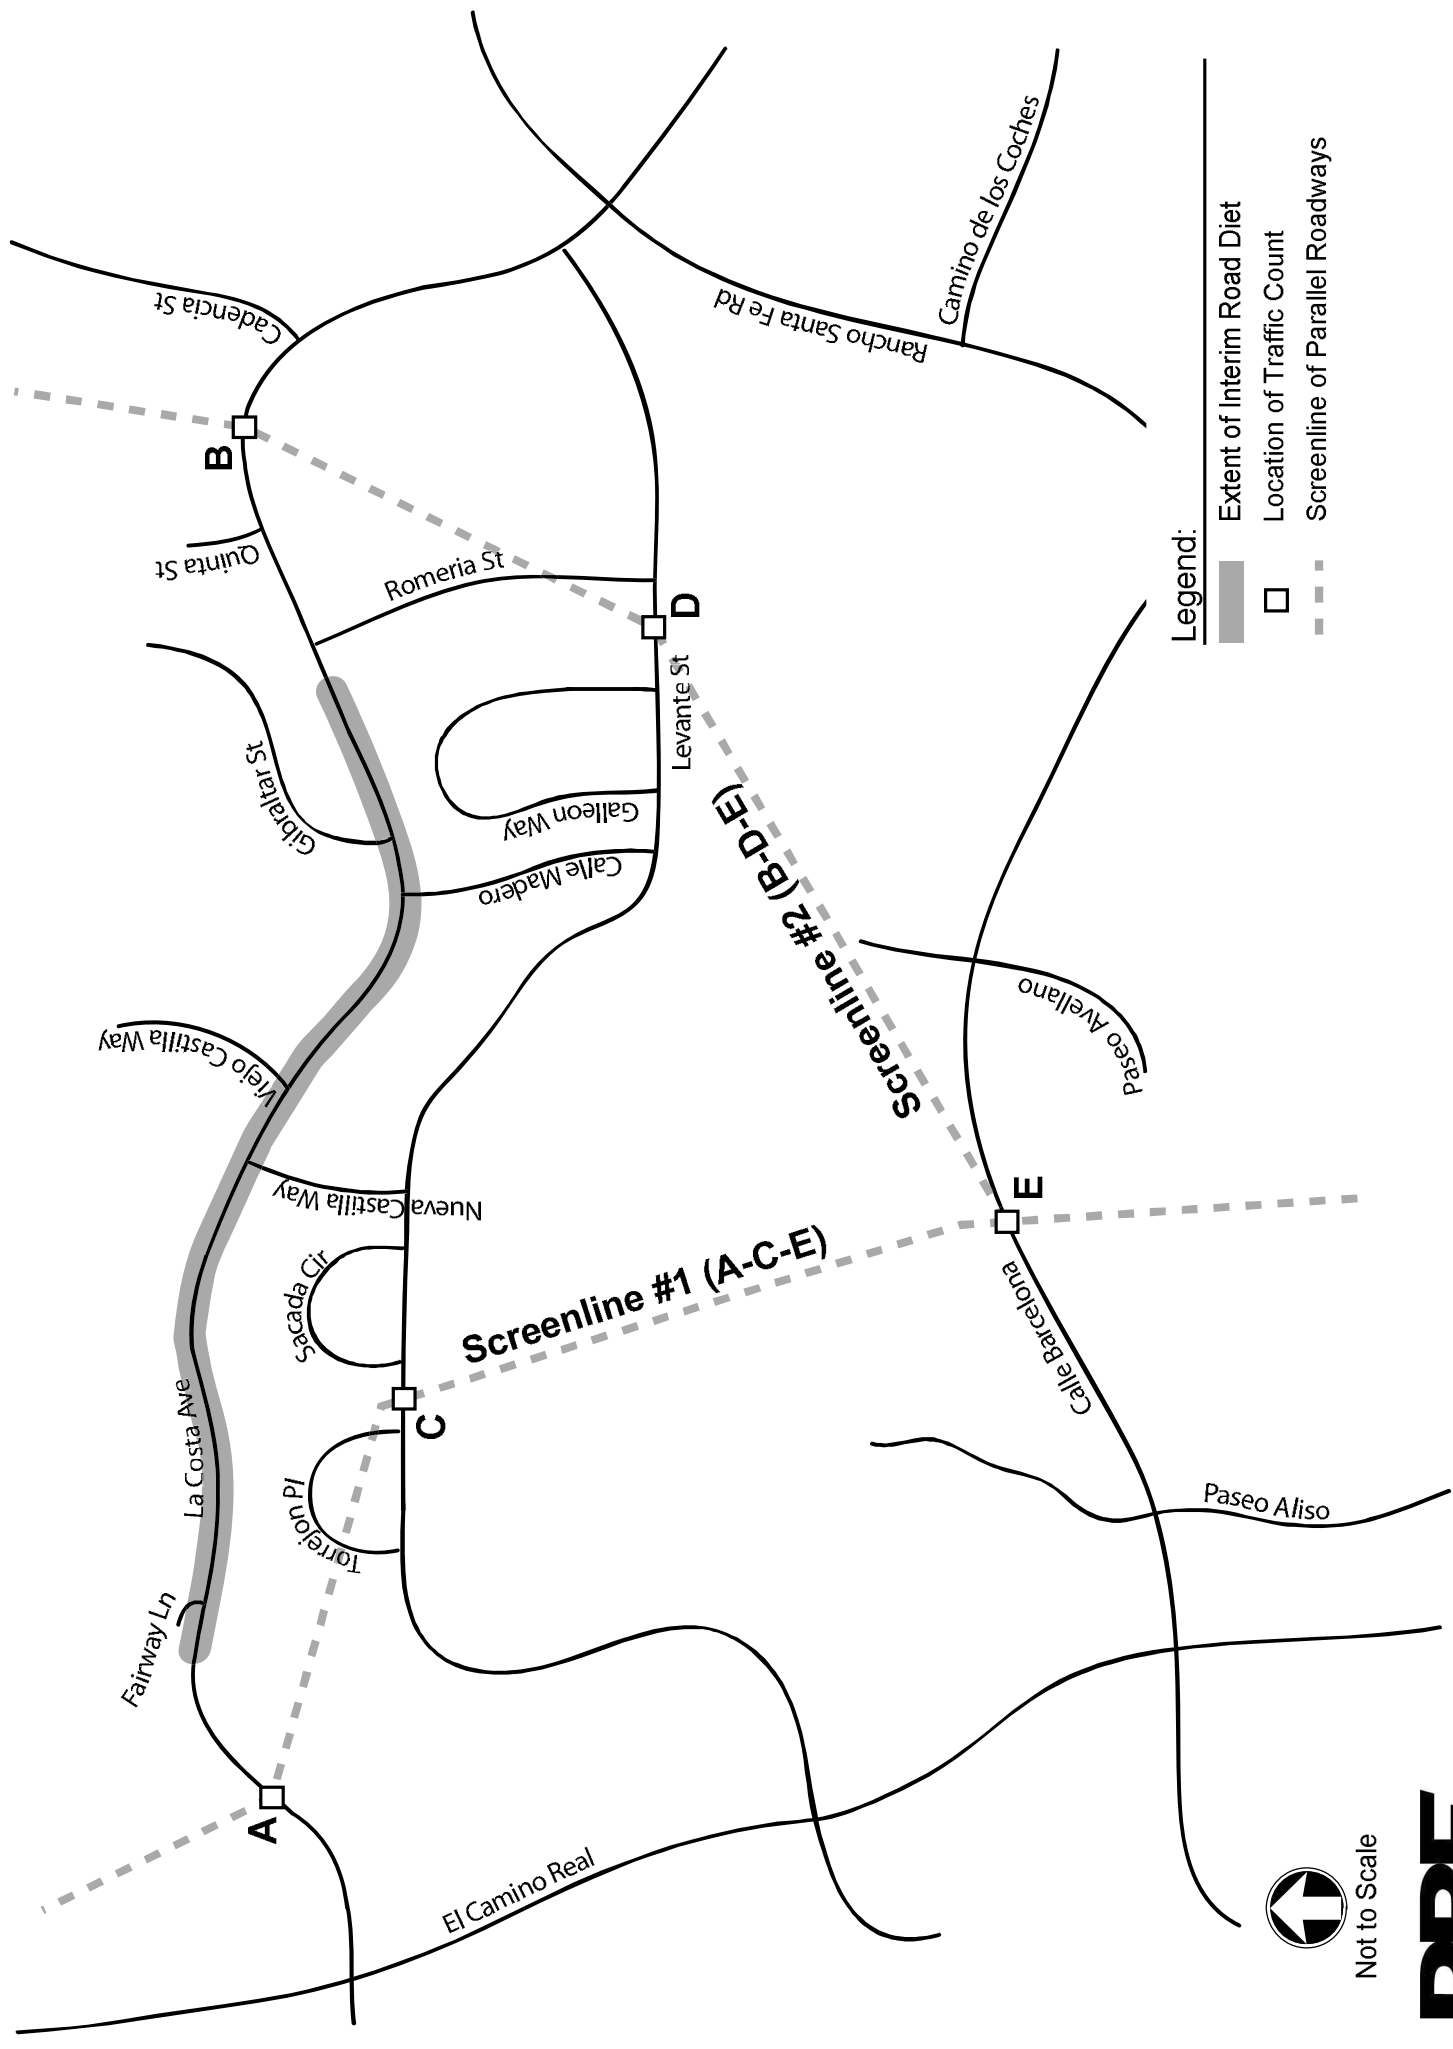 Cadencia St
B
Quinta St
Romeria St
Gibraltar St
Rancho Santa Fe Rd
Camino de los Coches
D
Levante St
Galleon Way
Calle Madero
Viejo Castilla Way
Nueva Castilla Way
Sacada Cir
La Costa Ave
Torrejon Pl
Fairway Ln
C
A
Screenline #1 (A-C-E)
Screenline #2 (B-D-E)
E
Paseo Avellano
Calle Barcelona
Paseo Aliso
El Camino Real
Legend:
Extent of Interim Road Diet
Location of Traffic Count
Screenline of Parallel Roadways
Not to Scale